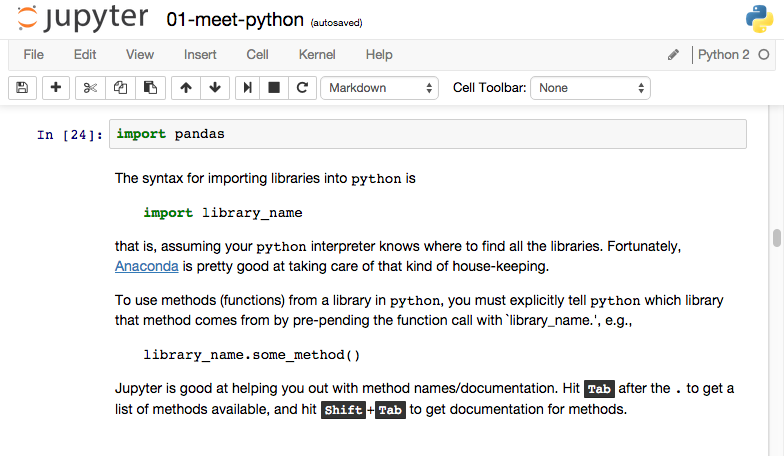 jupyter 01-meet-python (autosaved)
File Edit View Insert Cell Kernel Help Python 2
Markdown Cell Toolbar: None
In [24]: import pandas
The syntax for importing libraries into python is
import library_name
that is, assuming your python interpreter knows where to find all the libraries. Fortunately,
Anaconda is pretty good at taking care of that kind of house-keeping.
To use methods (functions) from a library in python, you must explicitly tell python which library
that method comes from by pre-pending the function call with `library_name.', e.g.,
library_name.some_method()
Jupyter is good at helping you out with method names/documentation. Hit Tab after the . to get a
list of methods available, and hit Shift+Tab to get documentation for methods.